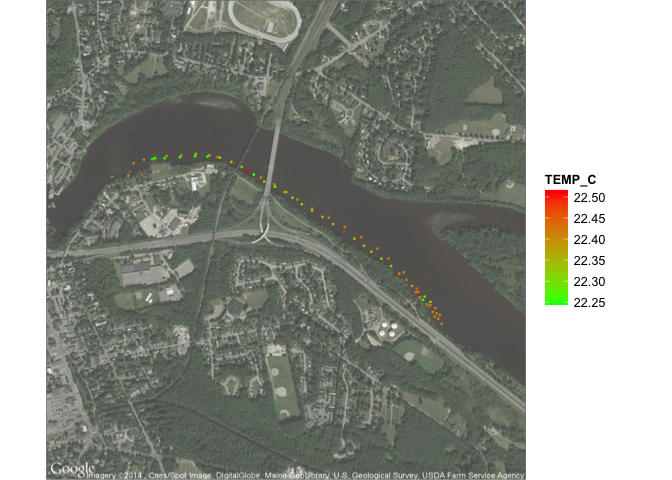 TEMP_C
22.50
22.45
22.40
22.35
22.30
22.25
Google
Imagery ©2014 , Cnes/Spot Image, DigitalGlobe, Maine GeoLibrary, U.S. Geological Survey, USDA Farm Service Agency